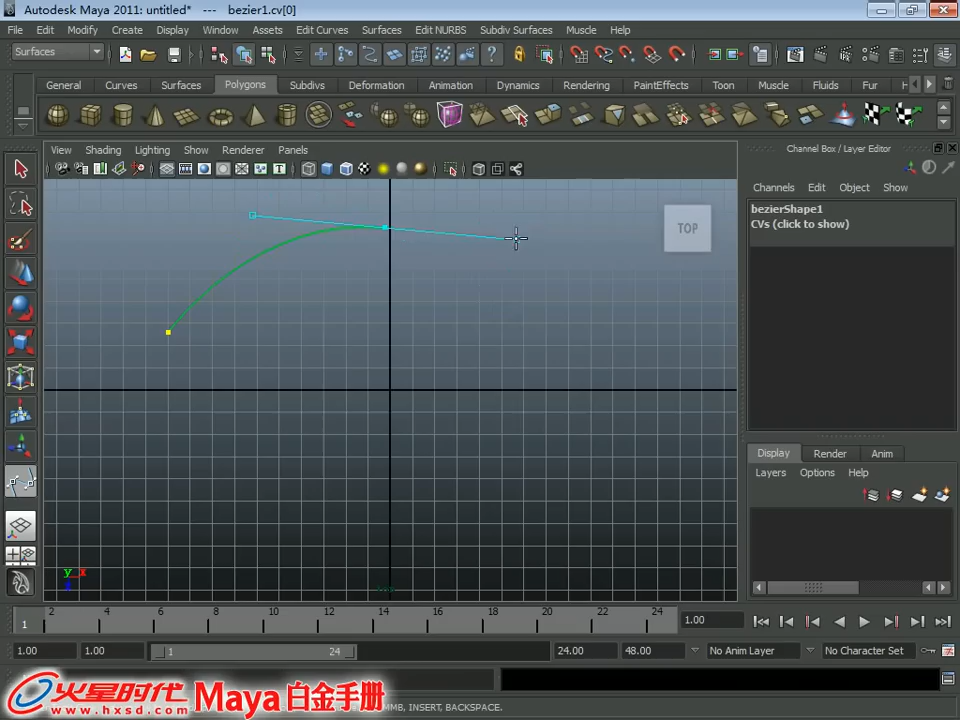 Autodesk Maya 2011: untitled* --- bezier1.cv[0]
File Edit Modify Create Display Window Assets Edit Curves Surfaces Edit NURBS Subdiv Surfaces Muscle Help
Surfaces
General Curves Surfaces Polygons Subdivs Deformation Animation Dynamics Rendering PaintEffects Toon Muscle Fluids Fur
View Shading Lighting Show Renderer Panels
Channel Box / Layer Editor
Channels Edit Object Show
bezierShape1
CVs (click to show)
TOP
Display Render Anim
Layers Options Help
y x
2 4 6 8 10 12 14 16 18 20 22 24
1
1.00
1.00 1.00 1 24 24.00 48.00 No Anim Layer No Character Set
火星时代
www.hxsd.com
Maya 白金手册
MMB, INSERT, BACKSPACE.